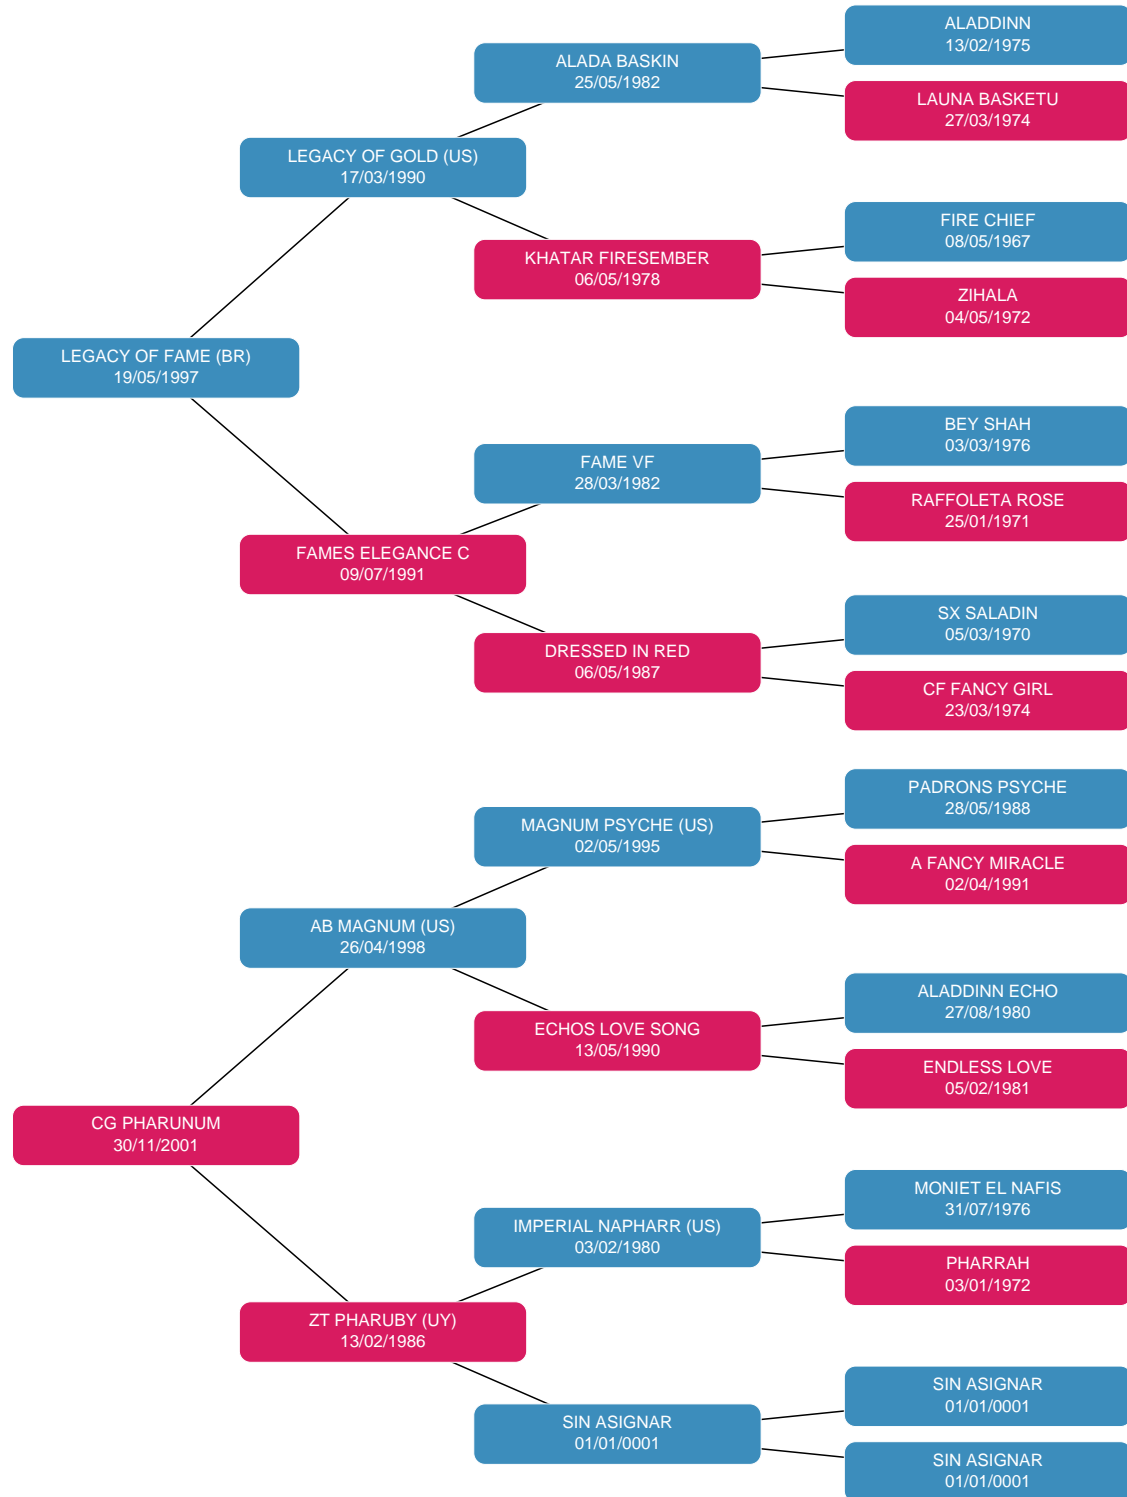 ALADDINN
13/02/1975
ALADA BASKIN
25/05/1982
LAUNA BASKETU
27/03/1974
LEGACY OF GOLD (US)
17/03/1990
FIRE CHIEF
08/05/1967
KHATAR FIRESEMBER
06/05/1978
ZIHALA
04/05/1972
LEGACY OF FAME (BR)
19/05/1997
BEY SHAH
03/03/1976
FAME VF
28/03/1982
RAFFOLETA ROSE
25/01/1971
FAMES ELEGANCE C
09/07/1991
SX SALADIN
05/03/1970
DRESSED IN RED
06/05/1987
CF FANCY GIRL
23/03/1974
PADRONS PSYCHE
28/05/1988
MAGNUM PSYCHE (US)
02/05/1995
A FANCY MIRACLE
02/04/1991
AB MAGNUM (US)
26/04/1998
ALADDINN ECHO
27/08/1980
ECHOS LOVE SONG
13/05/1990
ENDLESS LOVE
05/02/1981
CG PHARUNUM
30/11/2001
MONIET EL NAFIS
31/07/1976
IMPERIAL NAPHARR (US)
03/02/1980
PHARRAH
03/01/1972
ZT PHARUBY (UY)
13/02/1986
SIN ASIGNAR
01/01/0001
SIN ASIGNAR
01/01/0001
SIN ASIGNAR
01/01/0001